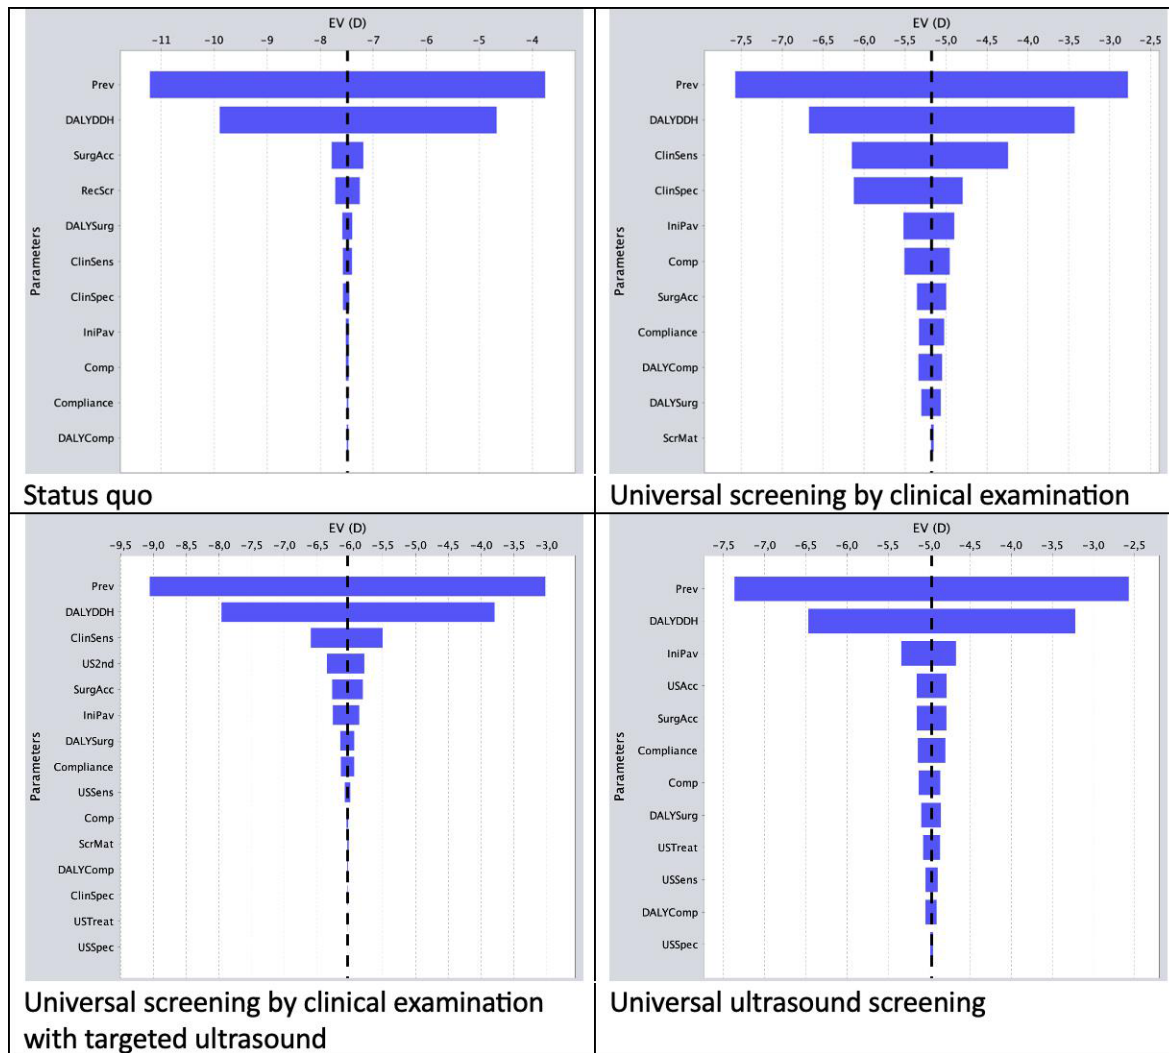 EV (D)
−11 −10 −9 −8 −7 −6 −5 −4
Parameters
Prev
DALYDDH
SurgAcc
RecScr
DALYSurg
ClinSens
ClinSpec
IniPav
Comp
Compliance
DALYComp
Status quo
EV (D)
−7,5 −7,0 −6,5 −6,0 −5,5 −5,0 −4,5 −4,0 −3,5 −3,0 −2,5
Parameters
Prev
DALYDDH
ClinSens
ClinSpec
IniPav
Comp
SurgAcc
Compliance
DALYComp
DALYSurg
ScrMat
Universal screening by clinical examination
EV (D)
−9,5 −9,0 −8,5 −8,0 −7,5 −7,0 −6,5 −6,0 −5,5 −5,0 −4,5 −4,0 −3,5 −3,0
Parameters
Prev
DALYDDH
ClinSens
US2nd
SurgAcc
IniPav
DALYSurg
Compliance
USSens
Comp
ScrMat
DALYComp
ClinSpec
USTreat
USSpec
Universal screening by clinical examination
with targeted ultrasound
EV (D)
−7,5 −7,0 −6,5 −6,0 −5,5 −5,0 −4,5 −4,0 −3,5 −3,0 −2,5
Parameters
Prev
DALYDDH
IniPav
USAcc
SurgAcc
Compliance
Comp
DALYSurg
USTreat
USSens
DALYComp
USSpec
Universal ultrasound screening